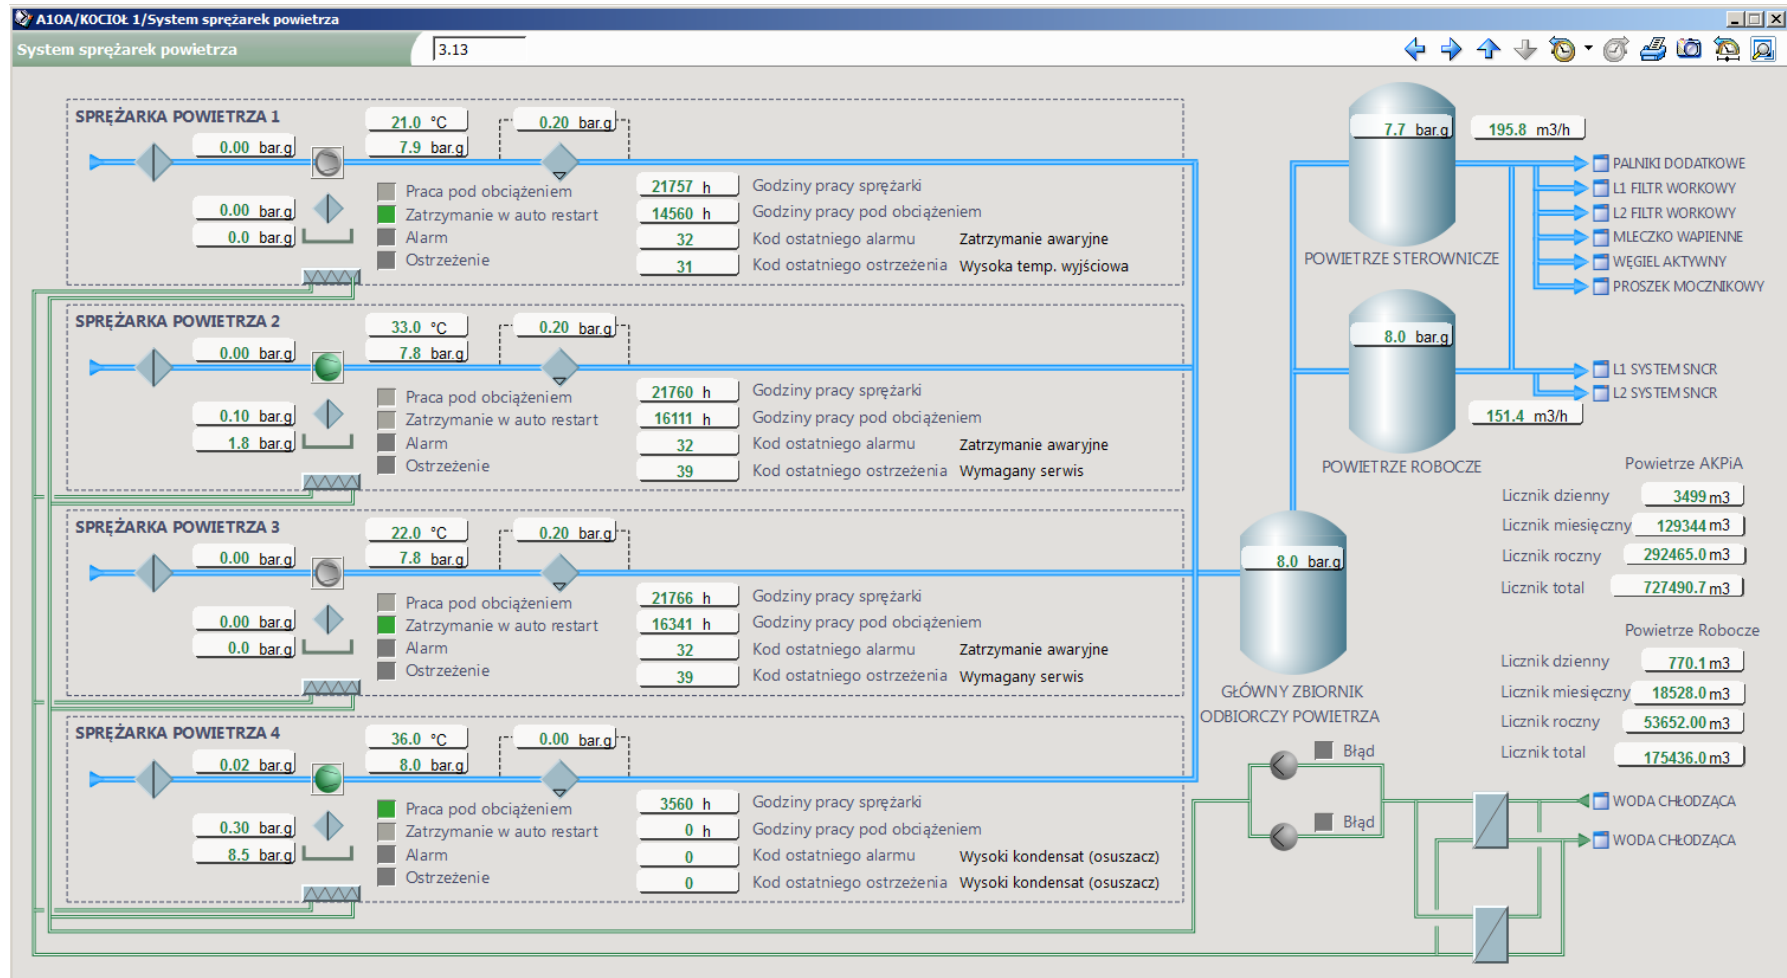 A10A/KOCIOŁ 1/System sprężarek powietrza
System sprężarek powietrza
3.13
SPRĘŻARKA POWIETRZA 1
21.0 °C
0.20 bar.g
0.00 bar.g
7.9 bar.g
0.00 bar.g
0.0 bar.g
Praca pod obciążeniem
Zatrzymanie w auto restart
Alarm
Ostrzeżenie
21757 h Godziny pracy sprężarki
14560 h Godziny pracy pod obciążeniem
32 Kod ostatniego alarmu Zatrzymanie awaryjne
31 Kod ostatniego ostrzeżenia Wysoka temp. wyjściowa
SPRĘŻARKA POWIETRZA 2
33.0 °C
0.20 bar.g
0.00 bar.g
7.8 bar.g
0.10 bar.g
1.8 bar.g
Praca pod obciążeniem
Zatrzymanie w auto restart
Alarm
Ostrzeżenie
21760 h Godziny pracy sprężarki
16111 h Godziny pracy pod obciążeniem
32 Kod ostatniego alarmu Zatrzymanie awaryjne
39 Kod ostatniego ostrzeżenia Wymagany serwis
SPRĘŻARKA POWIETRZA 3
22.0 °C
0.20 bar.g
0.00 bar.g
7.8 bar.g
0.00 bar.g
0.0 bar.g
Praca pod obciążeniem
Zatrzymanie w auto restart
Alarm
Ostrzeżenie
21766 h Godziny pracy sprężarki
16341 h Godziny pracy pod obciążeniem
32 Kod ostatniego alarmu Zatrzymanie awaryjne
39 Kod ostatniego ostrzeżenia Wymagany serwis
SPRĘŻARKA POWIETRZA 4
36.0 °C
0.00 bar.g
0.02 bar.g
8.0 bar.g
0.30 bar.g
8.5 bar.g
Praca pod obciążeniem
Zatrzymanie w auto restart
Alarm
Ostrzeżenie
3560 h Godziny pracy sprężarki
0 h Godziny pracy pod obciążeniem
0 Kod ostatniego alarmu Wysoki kondensat (osuszacz)
0 Kod ostatniego ostrzeżenia Wysoki kondensat (osuszacz)
7.7 bar.g
195.8 m3/h
POWIETRZE STEROWNICZE
PALNIKI DODATKOWE
L1 FILTR WORKOWY
L2 FILTR WORKOWY
MLECZKO WAPIENNE
WĘGIEL AKTYWNY
PROSZEK MOCZNIKOWY
8.0 bar.g
L1 SYSTEM SNCR
L2 SYSTEM SNCR
151.4 m3/h
POWIETRZE ROBOCZE
8.0 bar.g
GŁÓWNY ZBIORNIK
ODBIORCZY POWIETRZA
Powietrze AKPiA
Licznik dzienny 3499 m3
Licznik miesięczny 129344 m3
Licznik roczny 292465.0 m3
Licznik total 727490.7 m3
Powietrze Robocze
Licznik dzienny 770.1 m3
Licznik miesięczny 18528.0 m3
Licznik roczny 53652.00 m3
Licznik total 175436.0 m3
Błąd
Błąd
WODA CHŁODZĄCA
WODA CHŁODZĄCA